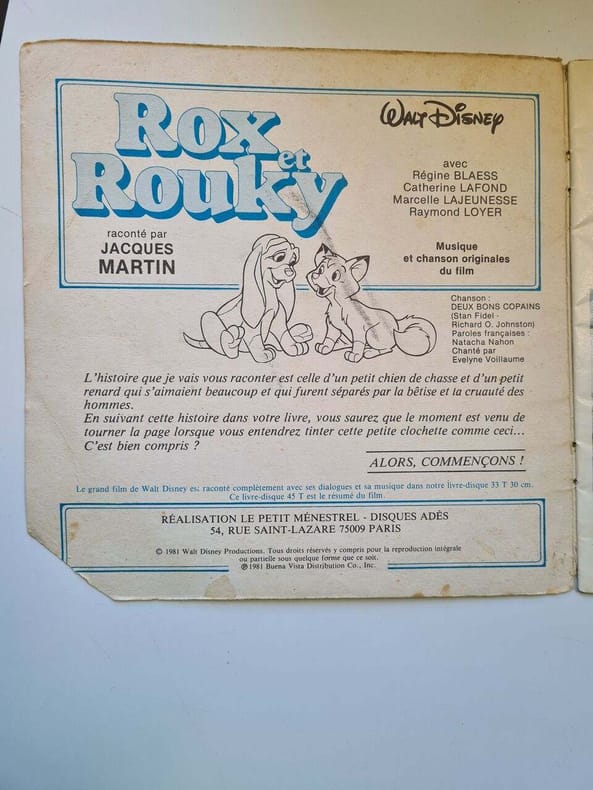 Rox
et
Rouky
raconté par
JACQUES
MARTIN
WALT DISNEY
avec
Régine BLAESS
Catherine LAFOND
Marcelle LAJEUNESSE
Raymond LOYER
Musique
et chanson originales
du film
Chanson :
DEUX BONS COPAINS
(Stan Fidel -
Richard O. Johnston)
Paroles françaises :
Natacha Nahon
Chanté par
Evelyne Voillaume
L'histoire que je vais vous raconter est celle d'un petit chien de chasse et d'un petit
renard qui s'aimaient beaucoup et qui furent séparés par la bêtise et ta cruauté des
hommes.
En suivant cette histoire dans votre livre, vous saurez que le moment est venu de
tourner la page lorsque vous entendrez tinter cette petite clochette comme ceci...
C'est bien compris ?
ALORS, COMMENÇONS !
Le grand film de Walt Disney est raconté complètement avec ses dialogues et sa musique dans notre livre-disque 33 T 30 cm.
Ce livre-disque 45 T est le résumé du film.
RÉALISATION LE PETIT MÉNESTREL - DISQUES ADÈS
54, RUE SAINT-LAZARE 75009 PARIS
© 1981 Walt Disney Productions. Tous droits réservés y compris pour la reproduction intégrale
ou partielle sous quelque forme que ce soit.
℗ 1981 Buena Vista Distribution Co., Inc.